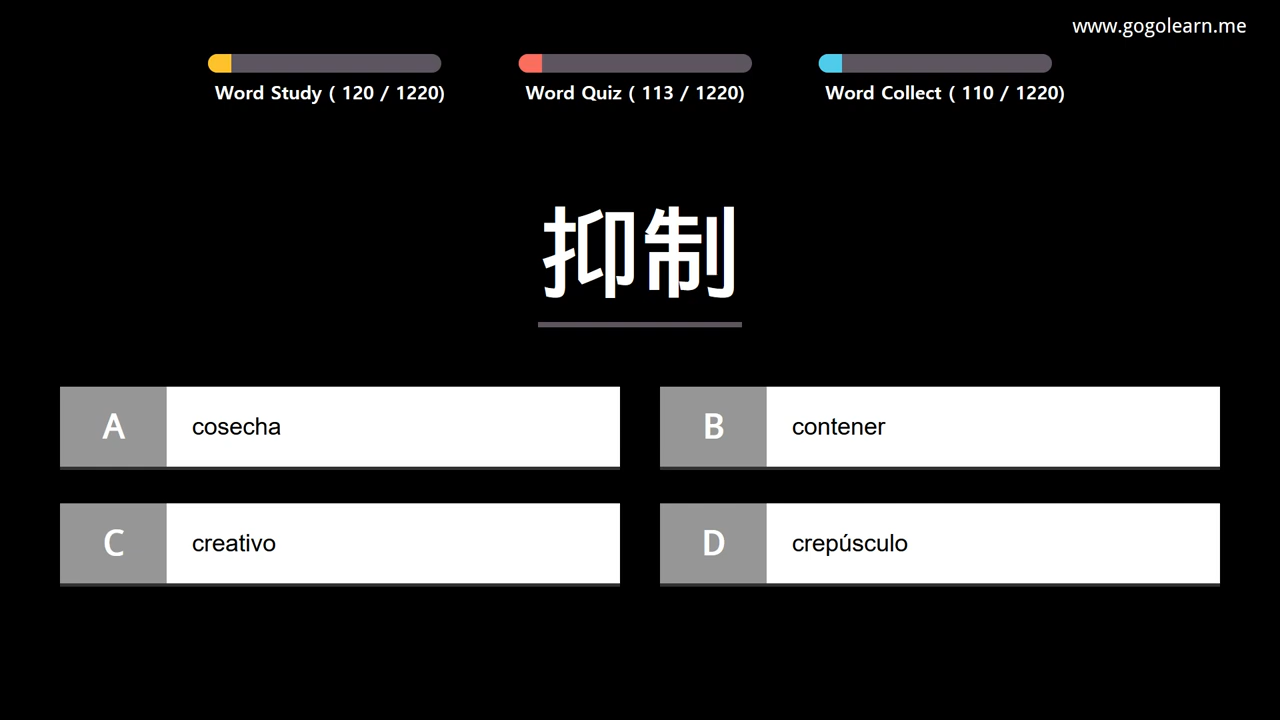 www.gogolearn.me
Word Study ( 120 / 1220)
Word Quiz ( 113 / 1220)
Word Collect ( 110 / 1220)
抑制
A cosecha
B contener
C creativo
D crepúsculo